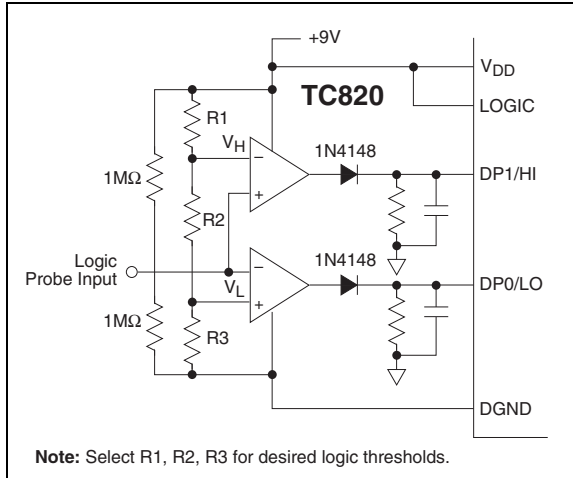 +9V
VDD
TC820
LOGIC
R1
VH
1N4148
−
DP1/HI
1MΩ
+
R2
Logic
Probe Input
1N4148
−
VL
DP0/LO
+
1MΩ
R3
DGND
Note: Select R1, R2, R3 for desired logic thresholds.